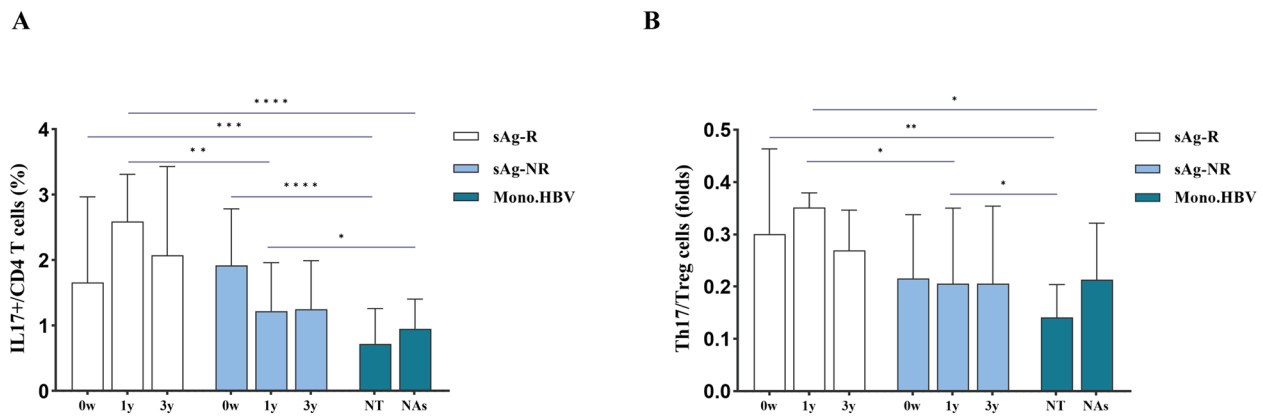 A
B
****
***
**
****
*
4
3
2
1
0
IL17+/CD4 T cells (%)
0w 1y 3y 0w 1y 3y NT NAs
sAg-R
sAg-NR
Mono.HBV
*
**
*
*
0.5
0.4
0.3
0.2
0.1
0.0
Th17/Treg cells (folds)
0w 1y 3y 0w 1y 3y NT NAs
sAg-R
sAg-NR
Mono.HBV